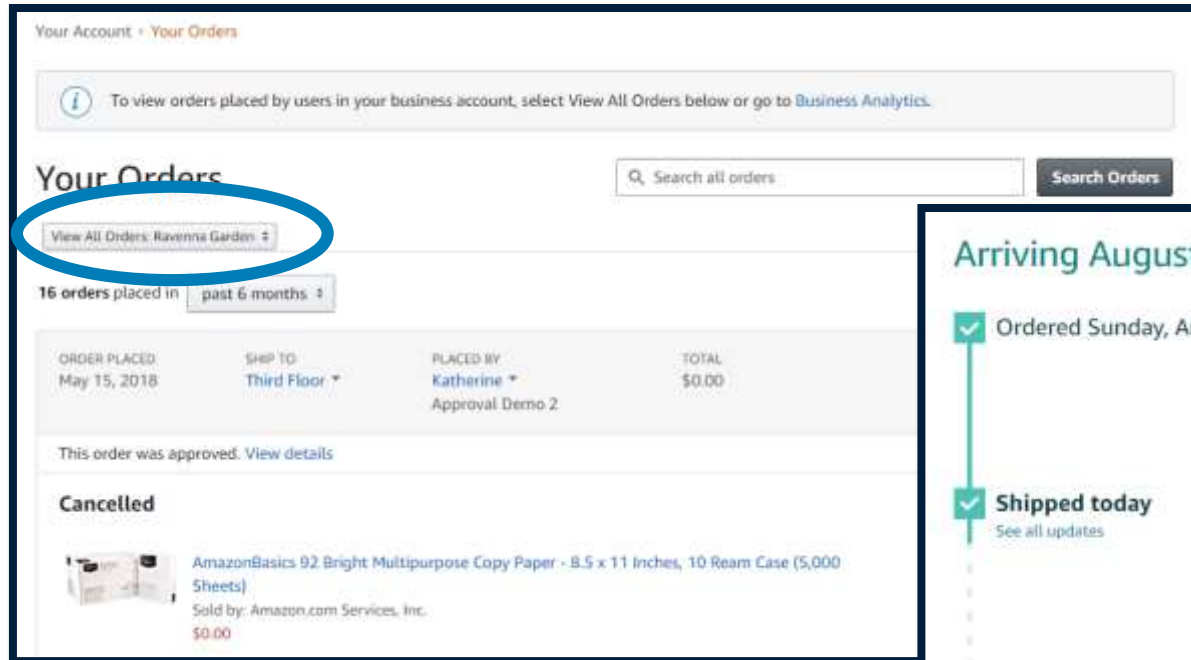 Your Account › Your Orders
To view orders placed by users in your business account, select View All Orders below or go to Business Analytics.
Your Orders
Search all orders
Search Orders
View All Orders: Ravenna Garden
16 orders placed in past 6 months
ORDER PLACED SHIP TO PLACED BY TOTAL
May 15, 2018 Third Floor Katherine $0.00
Approval Demo 2
This order was approved. View details
Cancelled
AmazonBasics 92 Bright Multipurpose Copy Paper - 8.5 x 11 Inches, 10 Ream Case (5,000
Sheets)
Sold by: Amazon.com Services, Inc.
$0.00
Arriving August
Ordered Sunday,
Shipped today
See all updates